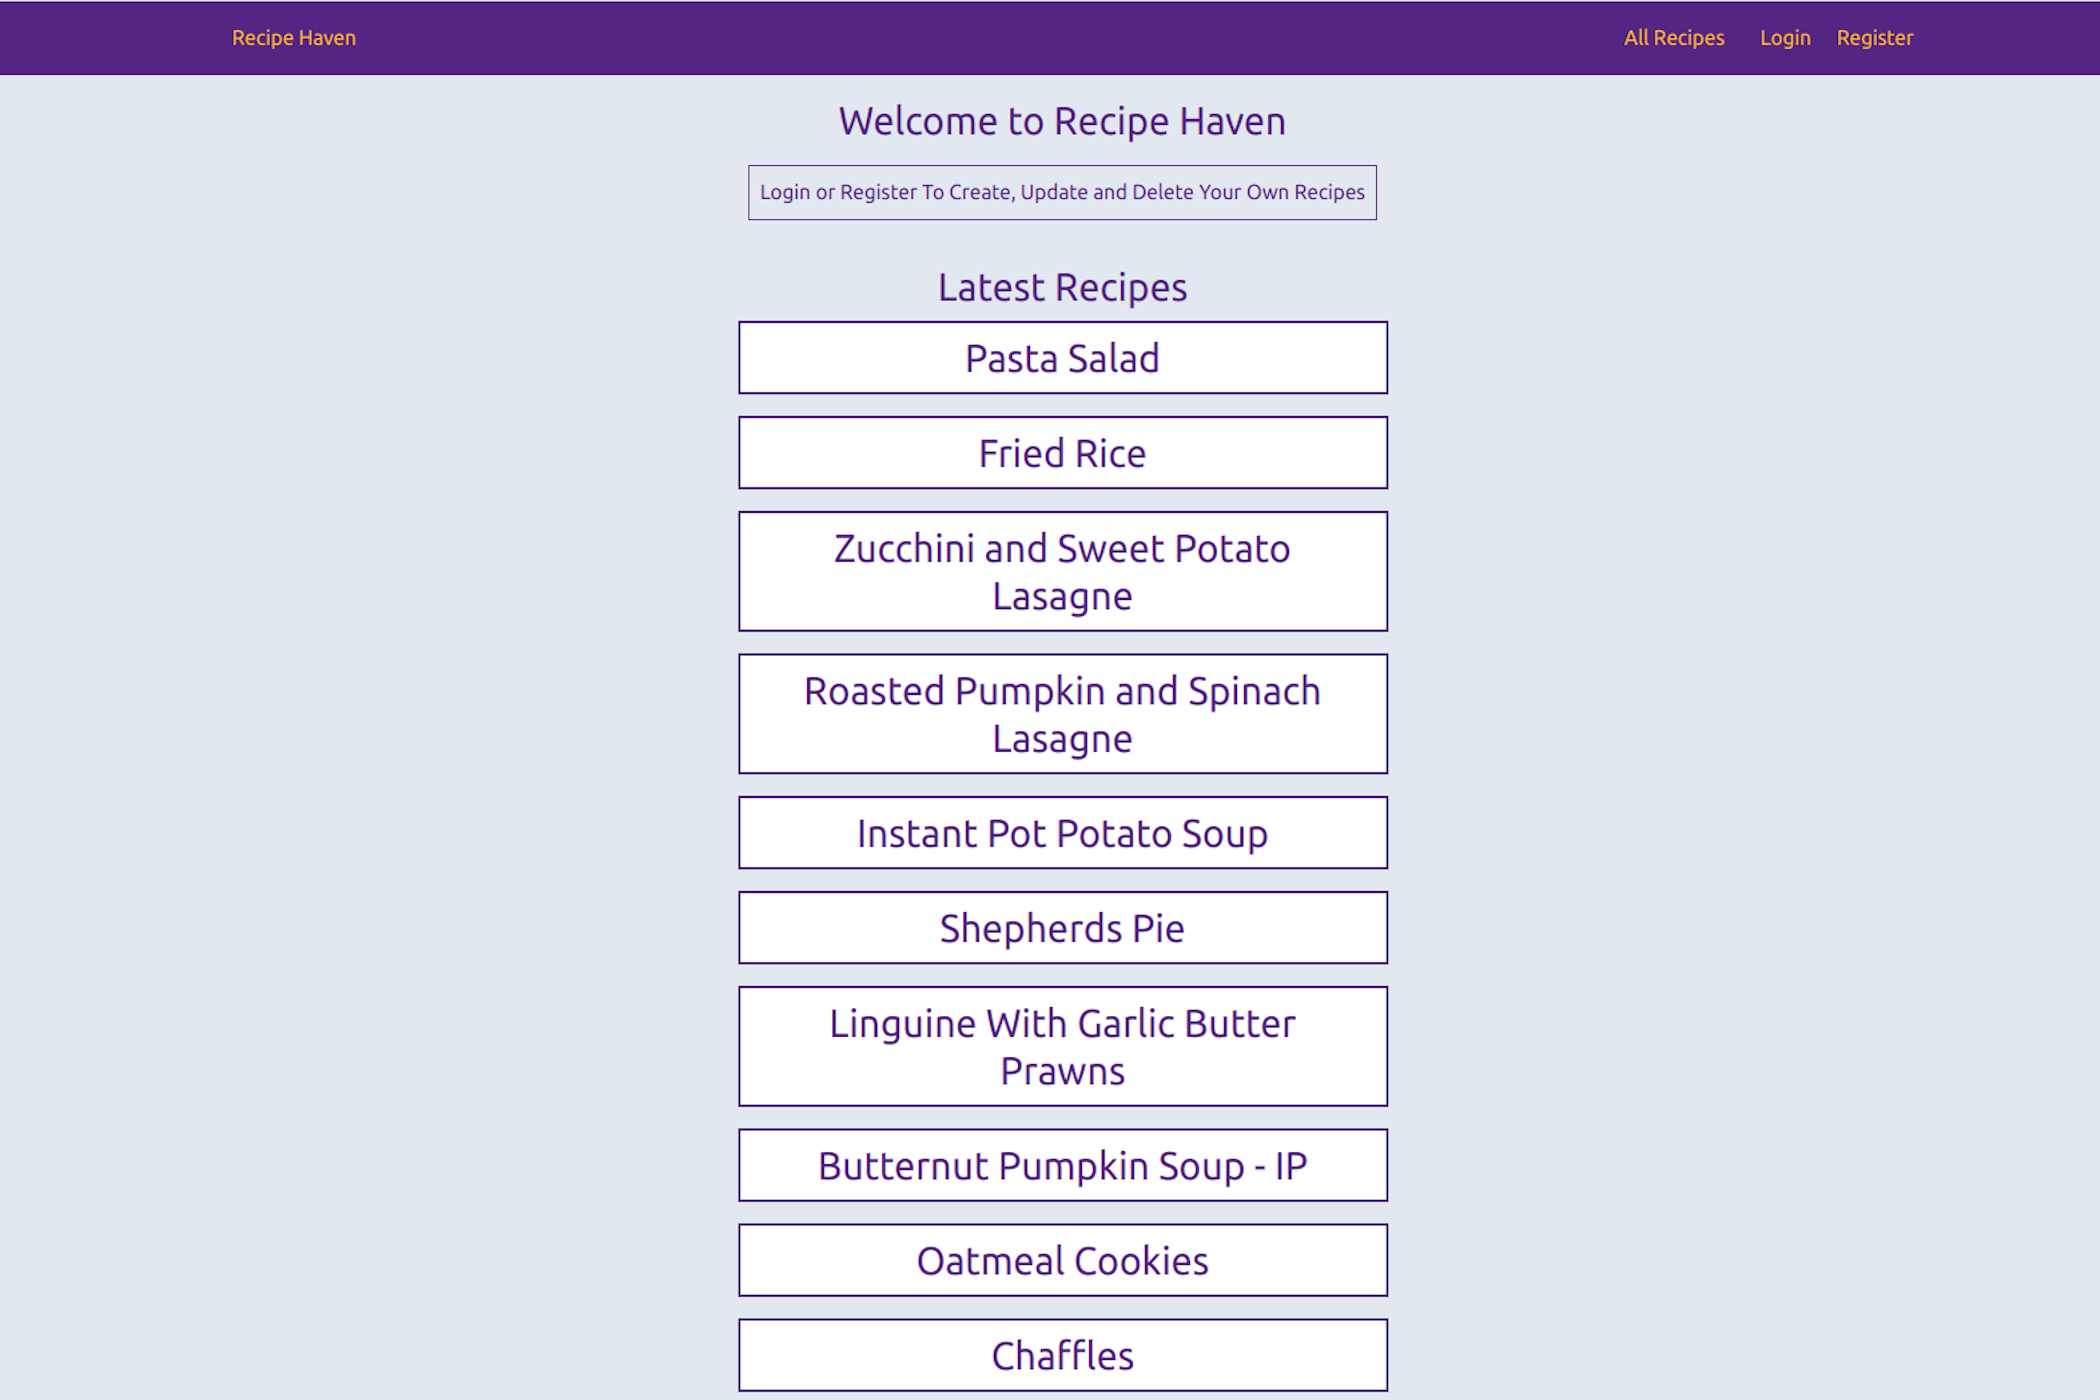 Recipe Haven
All Recipes
Login
Register
Welcome to Recipe Haven
Login or Register To Create, Update and Delete Your Own Recipes
Latest Recipes
Pasta Salad
Fried Rice
Zucchini and Sweet Potato
Lasagne
Roasted Pumpkin and Spinach
Lasagne
Instant Pot Potato Soup
Shepherds Pie
Linguine With Garlic Butter
Prawns
Butternut Pumpkin Soup - IP
Oatmeal Cookies
Chaffles